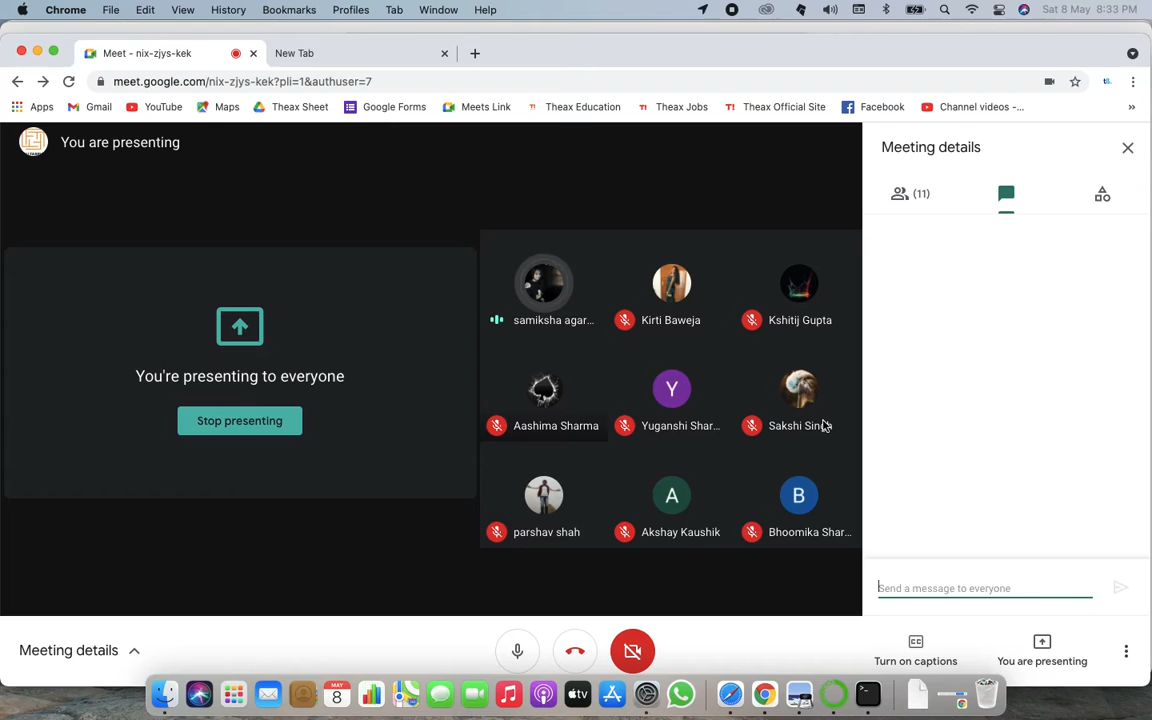 Chrome File Edit View History Bookmarks Profiles Tab Window Help Sat 8 May 8:33 PM
Meet - nix-zjys-kek New Tab
meet.google.com/nix-zjys-kek?pli=1&authuser=7
Apps Gmail YouTube Maps Theax Sheet Google Forms Meets Link Theax Education Theax Jobs Theax Official Site Facebook Channel videos -... »
You are presenting
Meeting details
(11)
samiksha agar... Kirti Baweja Kshitij Gupta
You're presenting to everyone
Stop presenting
Aashima Sharma Y Yuganshi Shar... Sakshi Singh
parshav shah A Akshay Kaushik B Bhoomika Shar...
Send a message to everyone
Meeting details Turn on captions You are presenting
MAY
8
tv